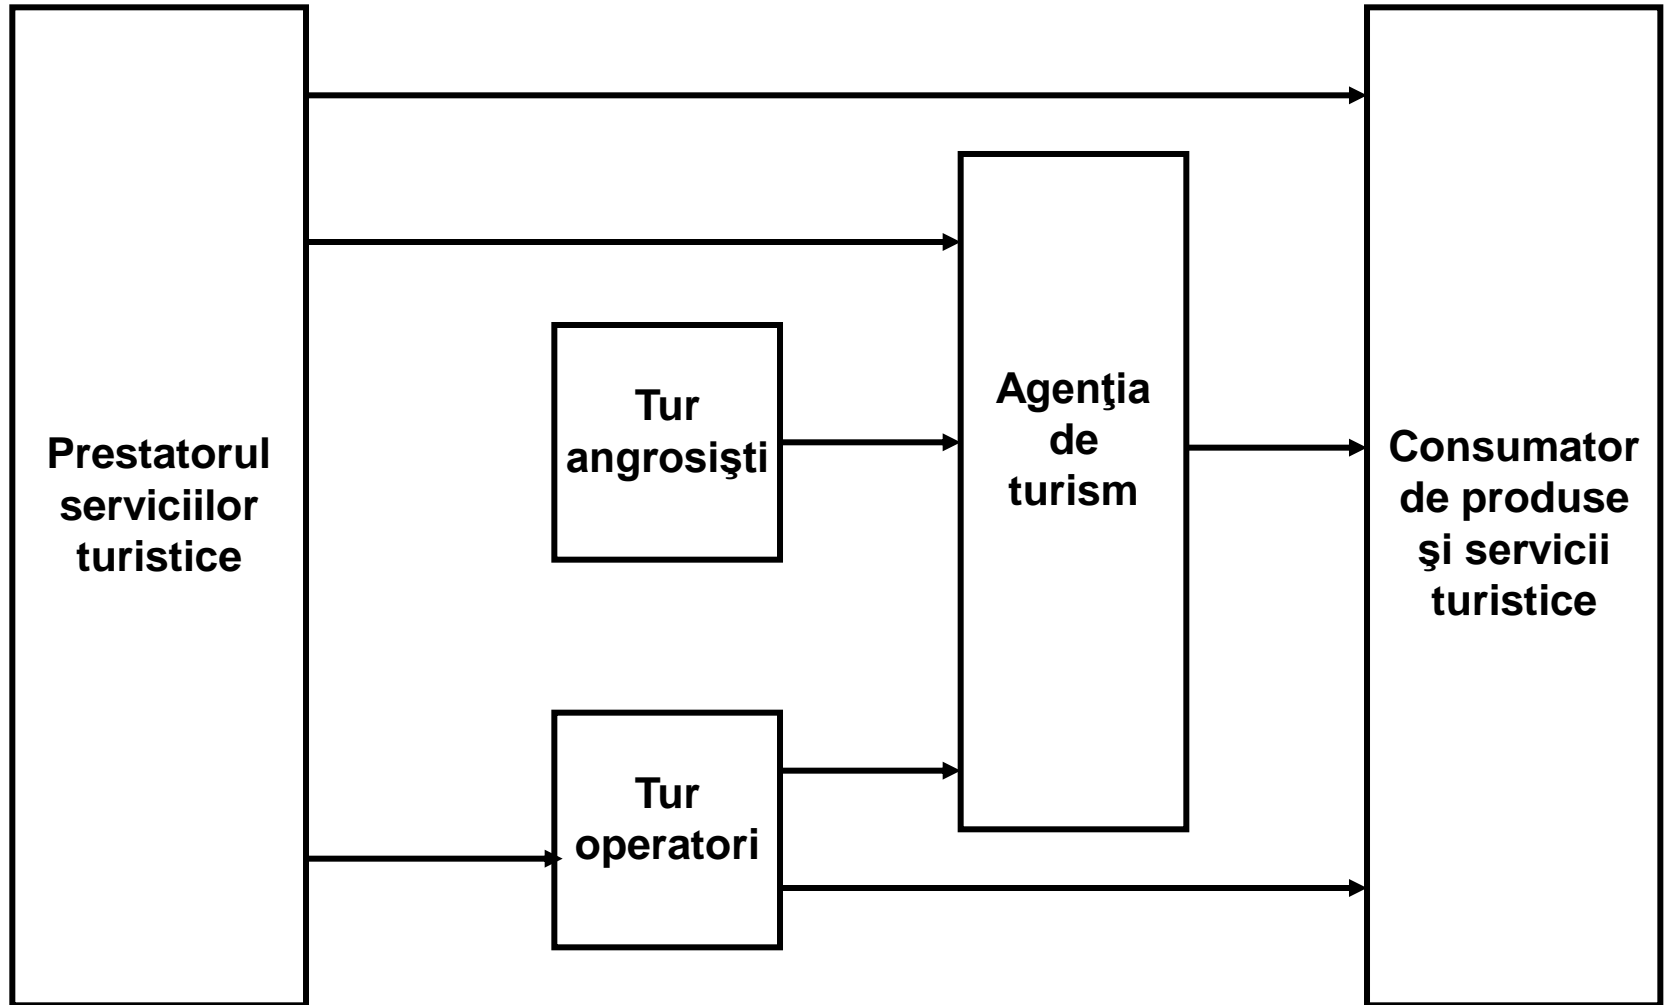 Prestatorul
serviciilor
turistice
Tur
angrosişti
Tur
operatori
Agenţia
de
turism
Consumator
de produse
şi servicii
turistice